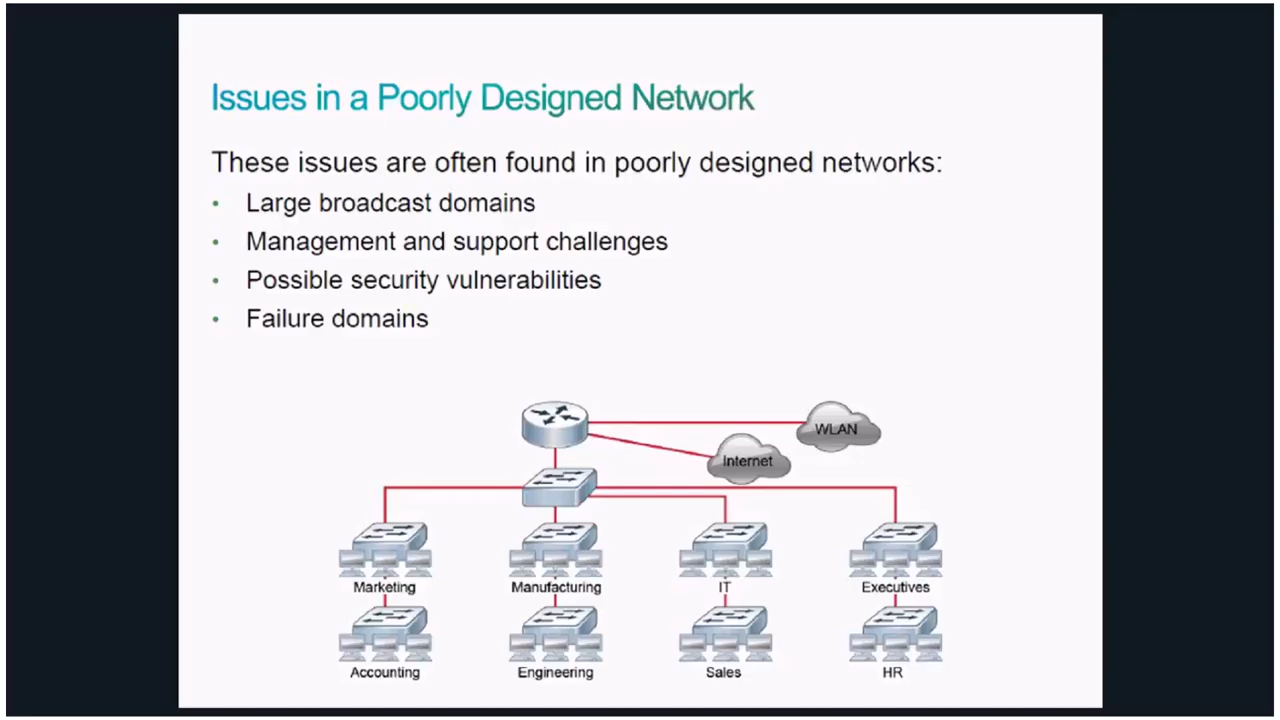 Issues in a Poorly Designed Network
These issues are often found in poorly designed networks:
• Large broadcast domains
• Management and support challenges
• Possible security vulnerabilities
• Failure domains
WLAN
Internet
Marketing
Manufacturing
IT
Executives
Accounting
Engineering
Sales
HR